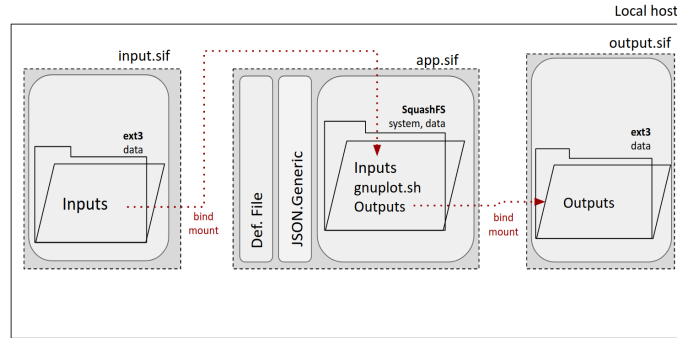 Local host
input.sif
app.sif
output.sif
ext3
data
Inputs
bind
mount
Def. File
JSON.Generic
SquashFS
system, data
Inputs
gnuplot.sh
Outputs
bind
mount
ext3
data
Outputs